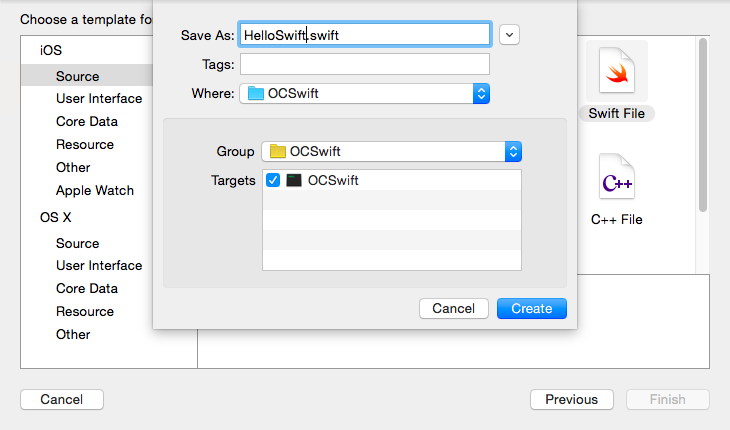 Choose a template fo
iOS
Source
User Interface
Core Data
Resource
Other
Apple Watch
OS X
Source
User Interface
Core Data
Resource
Other
Save As: HelloSwift.swift
Tags:
Where: OCSwift
Group OCSwift
Targets OCSwift
Cancel Create
Swift File
C++
C++ File
Cancel Previous Finish